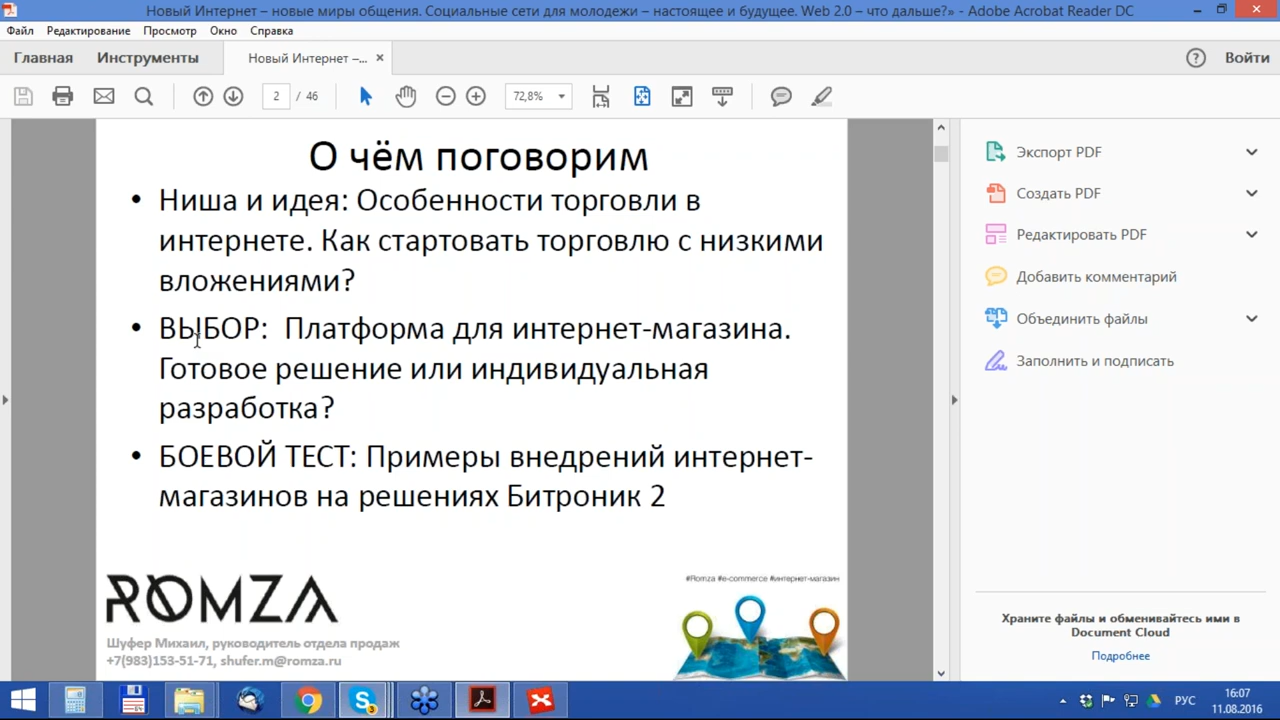 Новый Интернет – новые миры общения. Социальные сети для молодежи – настоящее и будущее. Web 2.0 – что дальше?» - Adobe Acrobat Reader DC
Файл Редактирование Просмотр Окно Справка
Главная Инструменты Новый Интернет –... × Войти
2 / 46 72,8%
О чём поговорим
• Ниша и идея: Особенности торговли в
интернете. Как стартовать торговлю с низкими
вложениями?
• ВЫБОР: Платформа для интернет-магазина.
Готовое решение или индивидуальная
разработка?
• БОЕВОЙ ТЕСТ: Примеры внедрений интернет-
магазинов на решениях Битроник 2
#Romza #e-commerce #интернет-магазин
ROMZA
Шуфер Михаил, руководитель отдела продаж
+7(983)153-51-71, shufer.m@romza.ru
Экспорт PDF
Создать PDF
Редактировать PDF
Добавить комментарий
Объединить файлы
Заполнить и подписать
Храните файлы и обменивайтесь ими в
Document Cloud
Подробнее
3
РУС
16:07
11.08.2016